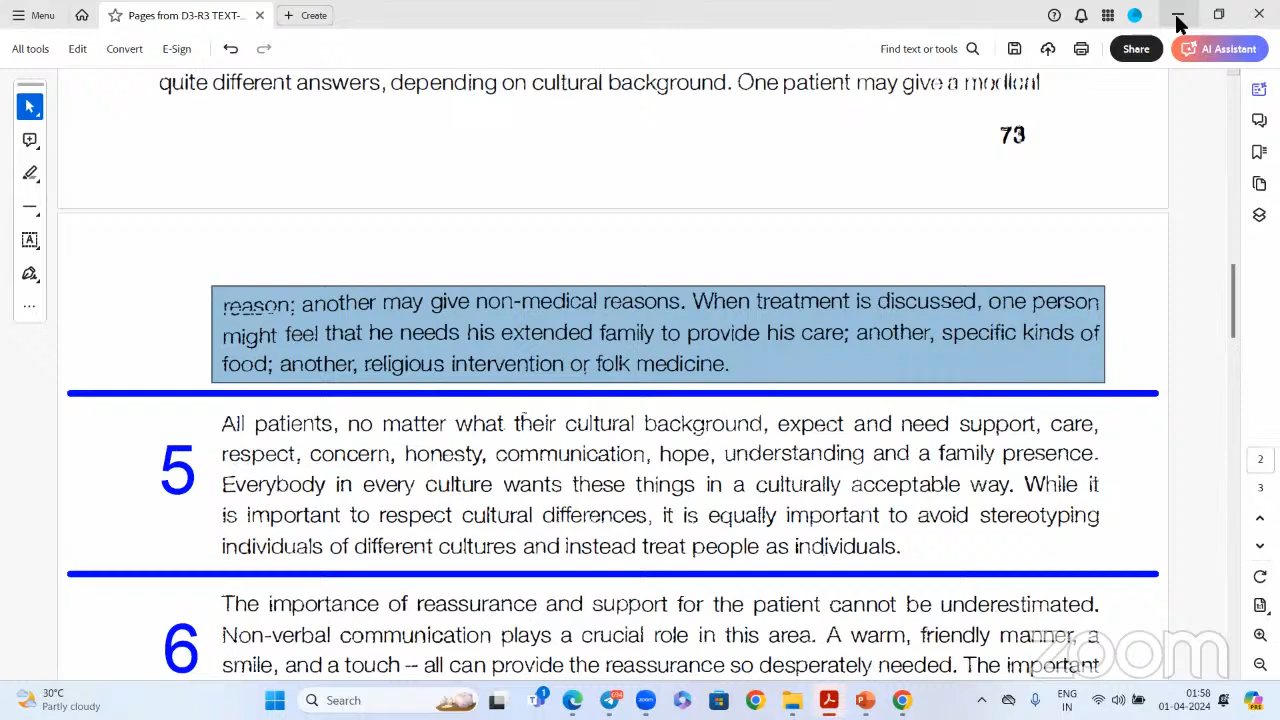 Menu
Pages from D3-R3 TEXT-...
Create
All tools
Edit
Convert
E-Sign
Find text or tools
Share
AI Assistant
quite different answers, depending on cultural background. One patient may give a
73
reason; another may give non-medical reasons. When treatment is discussed, one person
might feel that he needs his extended family to provide his care; another, specific kinds of
food; another, religious intervention or folk medicine.
5
All patients, no matter what their cultural background, expect and need support, care,
respect, concern, honesty, communication, hope, understanding and a family presence.
Everybody in every culture wants these things in a culturally acceptable way. While it
is important to respect cultural differences, it is equally important to avoid stereotyping
individuals of different cultures and instead treat people as individuals.
6
The importance of reassurance and support for the patient cannot be underestimated.
Non-verbal communication plays a crucial role in this area. A warm, friendly manner, a
smile, and a touch – all can provide the reassurance so desperately needed. The important
zoom
2
3
30°C
Partly cloudy
Search
1
zoom
ENG
IN
01:58
01-04-2024
PRE